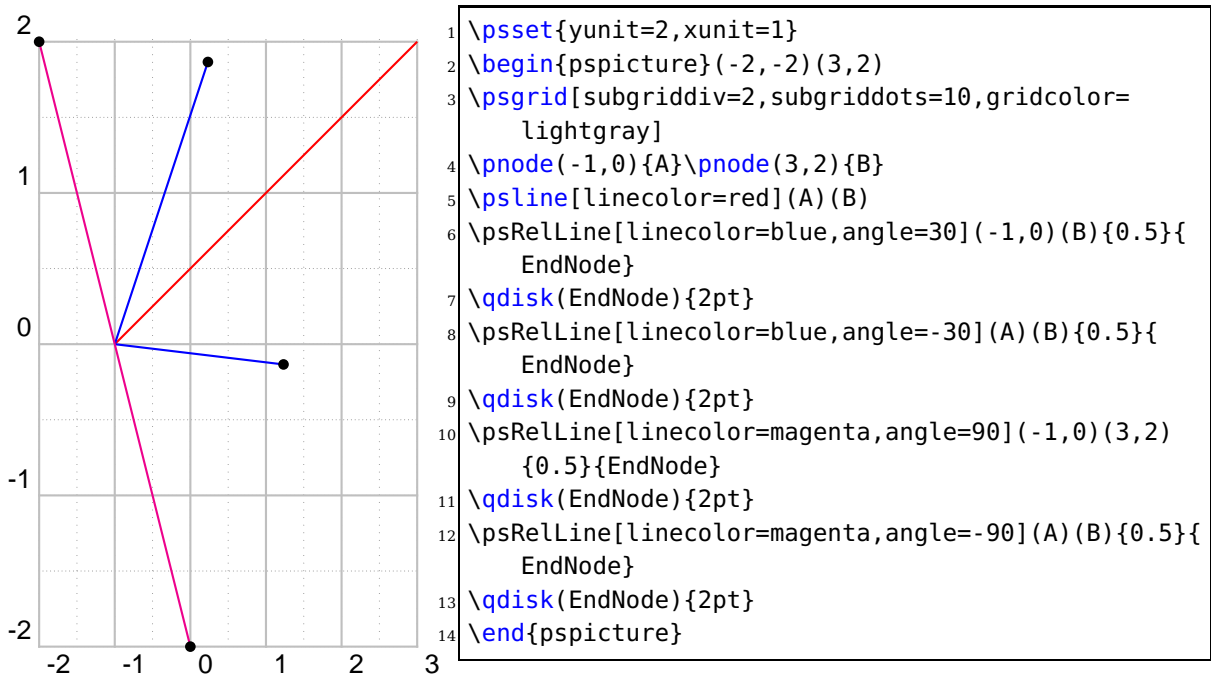 2
1
0
-1
-2
-2 -1 0 1 2 3
1 \psset{yunit=2,xunit=1}
2 \begin{pspicture}(-2,-2)(3,2)
3 \psgrid[subgriddiv=2,subgriddots=10,gridcolor=
lightgray]
4 \pnode(-1,0){A}\pnode(3,2){B}
5 \psline[linecolor=red](A)(B)
6 \psRelLine[linecolor=blue,angle=30](-1,0)(B){0.5}{
EndNode}
7 \qdisk(EndNode){2pt}
8 \psRelLine[linecolor=blue,angle=-30](A)(B){0.5}{
EndNode}
9 \qdisk(EndNode){2pt}
10 \psRelLine[linecolor=magenta,angle=90](-1,0)(3,2)
{0.5}{EndNode}
11 \qdisk(EndNode){2pt}
12 \psRelLine[linecolor=magenta,angle=-90](A)(B){0.5}{
EndNode}
13 \qdisk(EndNode){2pt}
14 \end{pspicture}